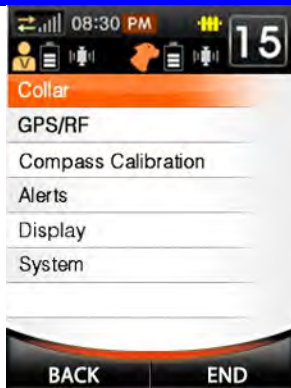 08:30 PM
15
Collar
GPS/RF
Compass Calibration
Alerts
Display
System
BACK END